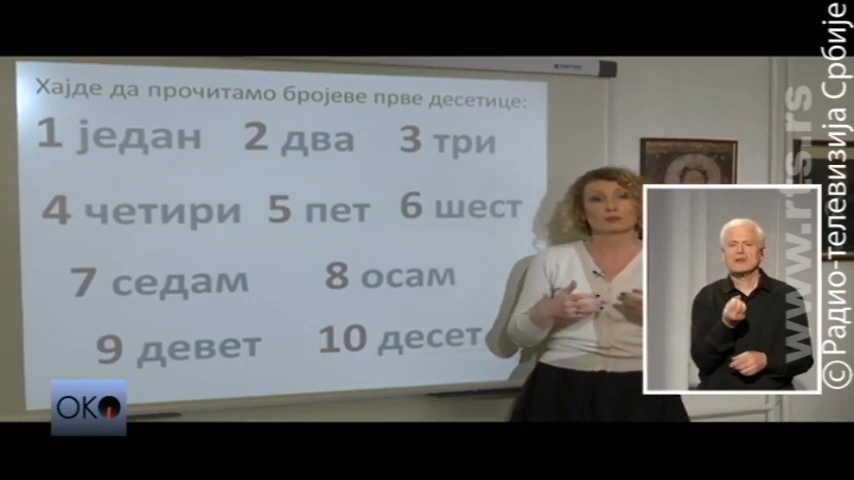 Хајде да прочитамо бројеве прве десетице:
1 један 2 два 3 три
4 четири 5 пет 6 шест
7 седам 8 осам
9 девет 10 десет
OKO
www.rts.rs
© Радио-телевизија Србије